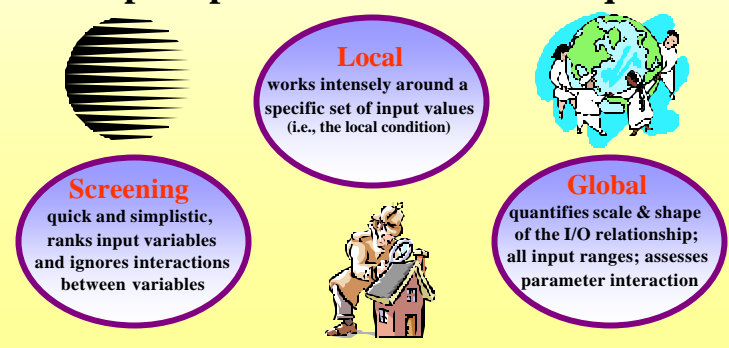 Local
works intensely around a
specific set of input values
(i.e., the local condition)
Screening
quick and simplistic,
ranks input variables
and ignores interactions
between variables
Global
quantifies scale & shape
of the I/O relationship;
all input ranges; assesses
parameter interaction